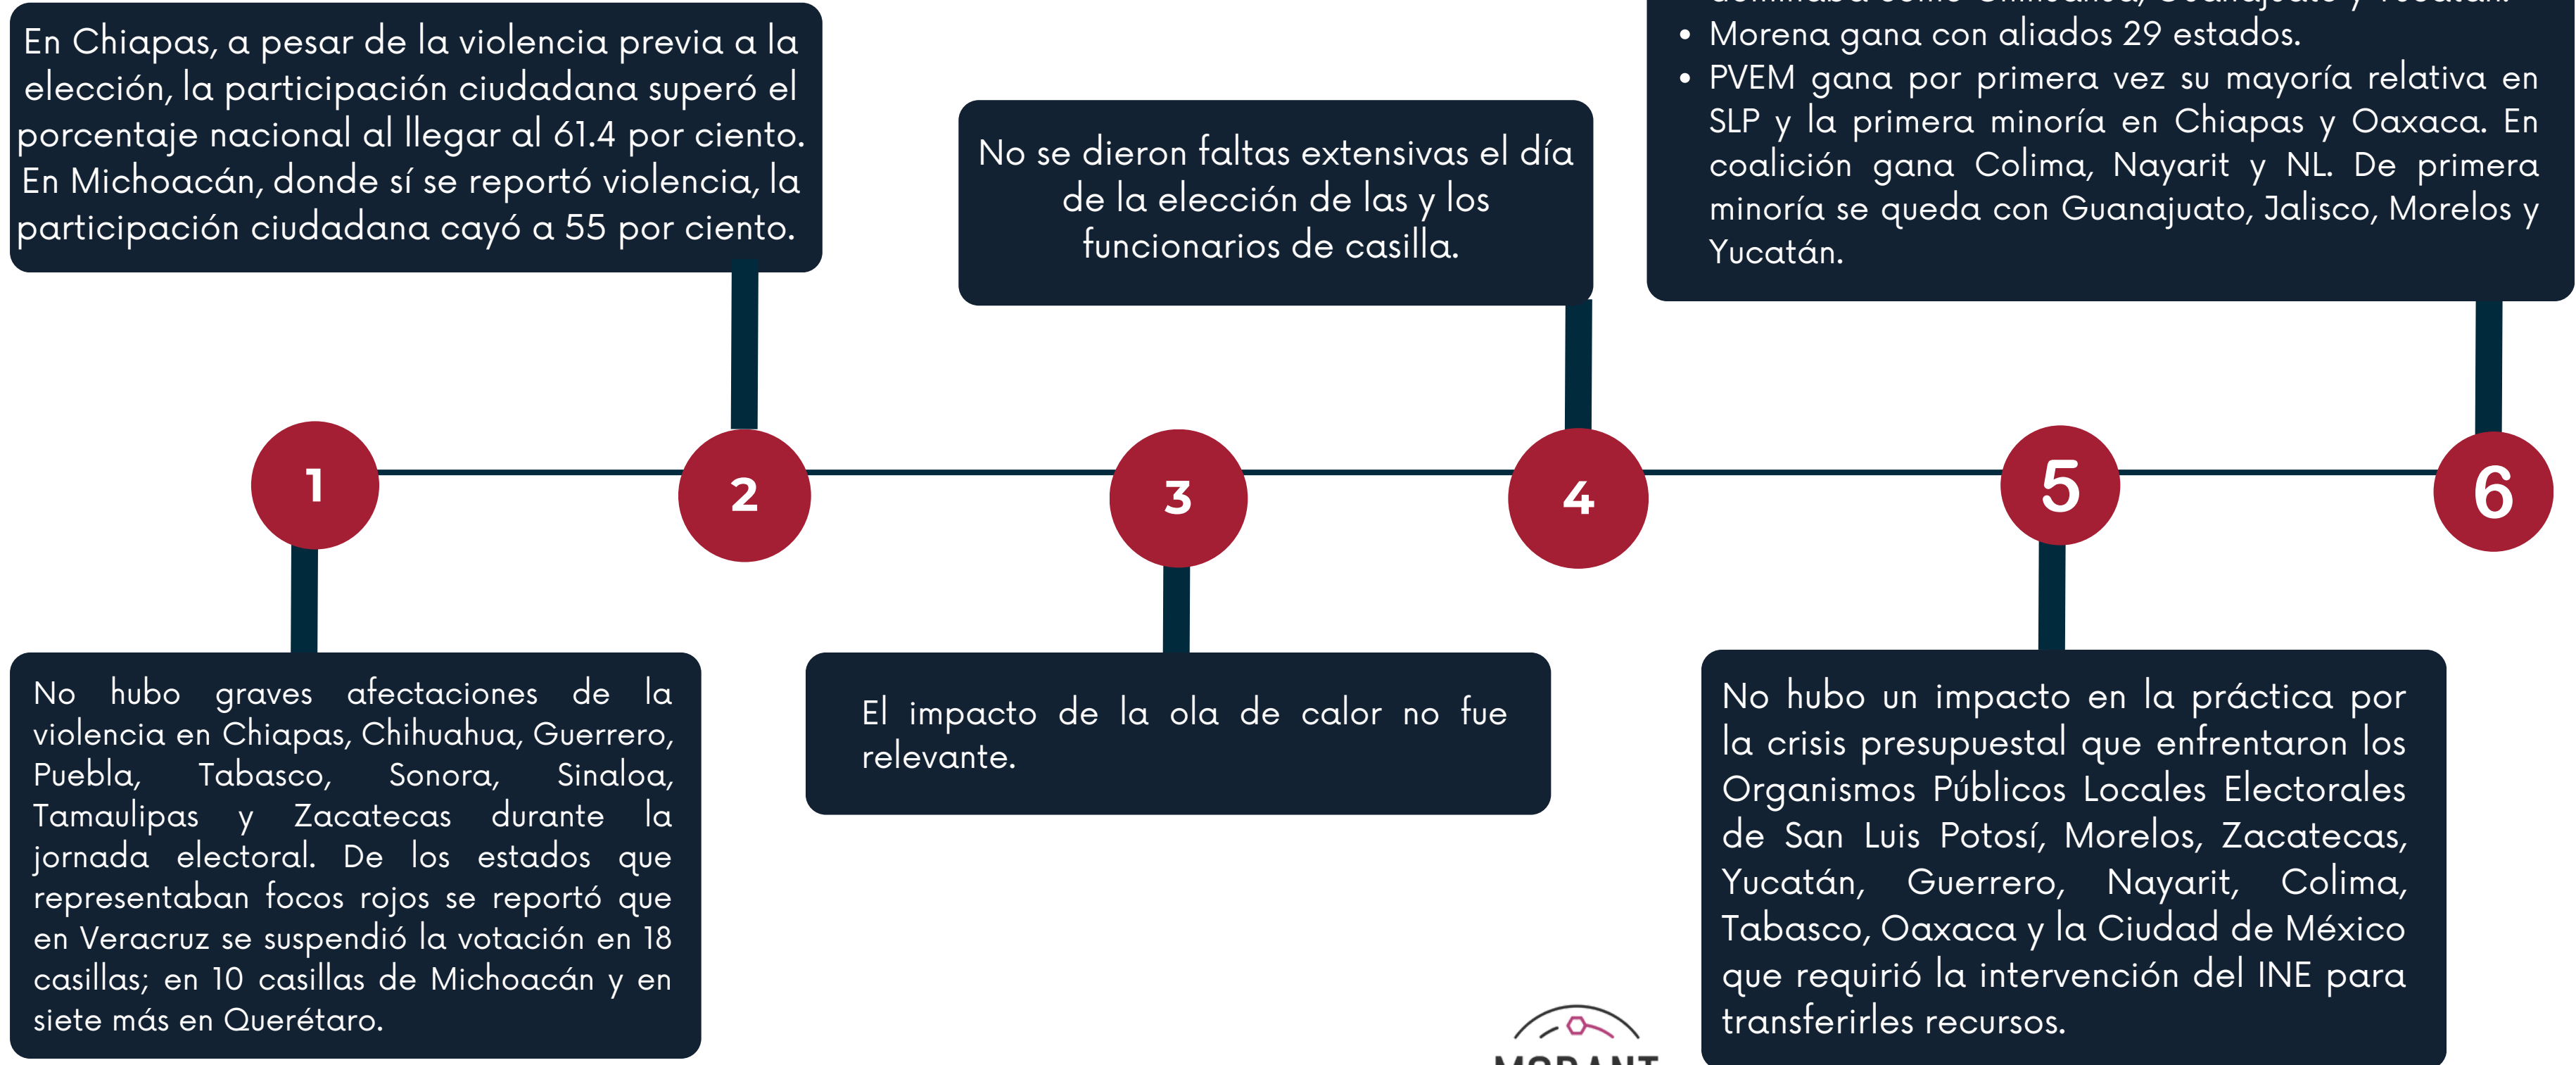 En Chiapas, a pesar de la violencia previa a la
elección, la participación ciudadana superó el
porcentaje nacional al llegar al 61.4 por ciento.
En Michoacán, donde sí se reportó violencia, la
participación ciudadana cayó a 55 por ciento.
No se dieron faltas extensivas el día
de la elección de las y los
funcionarios de casilla.
dominaba como Chihuahua, Guanajuato y Yucatán.
• Morena gana con aliados 29 estados.
• PVEM gana por primera vez su mayoría relativa en
SLP y la primera minoría en Chiapas y Oaxaca. En
coalición gana Colima, Nayarit y NL. De primera
minoría se queda con Guanajuato, Jalisco, Morelos y
Yucatán.
1
2
3
4
5
6
No hubo graves afectaciones de la
violencia en Chiapas, Chihuahua, Guerrero,
Puebla, Tabasco, Sonora, Sinaloa,
Tamaulipas y Zacatecas durante la
jornada electoral. De los estados que
representaban focos rojos se reportó que
en Veracruz se suspendió la votación en 18
casillas; en 10 casillas de Michoacán y en
siete más en Querétaro.
El impacto de la ola de calor no fue
relevante.
No hubo un impacto en la práctica por
la crisis presupuestal que enfrentaron los
Organismos Públicos Locales Electorales
de San Luis Potosí, Morelos, Zacatecas,
Yucatán, Guerrero, Nayarit, Colima,
Tabasco, Oaxaca y la Ciudad de México
que requirió la intervención del INE para
transferirles recursos.
MORANT